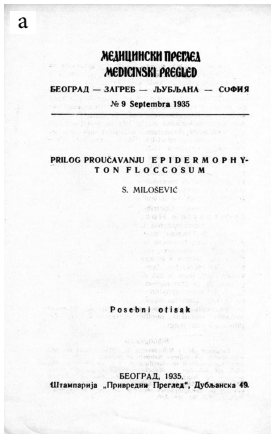 a
МЕДИЦИНСКИ ПРЕГЛЕД
MEDICINSKI PREGLED
БЕОГРАД — ЗАГРЕБ — ЉУБЉАНА — СОФИЯ
№ 9 Septembra 1935
PRILOG PROUČAVANJU EPIDERMOPHY-
TON FLOCCOSUM
S. MILOŠEVIĆ
Posebni otisak
БЕОГРАД, 1935.
Штампарија „Привредни Преглед", Дубљанска 49.